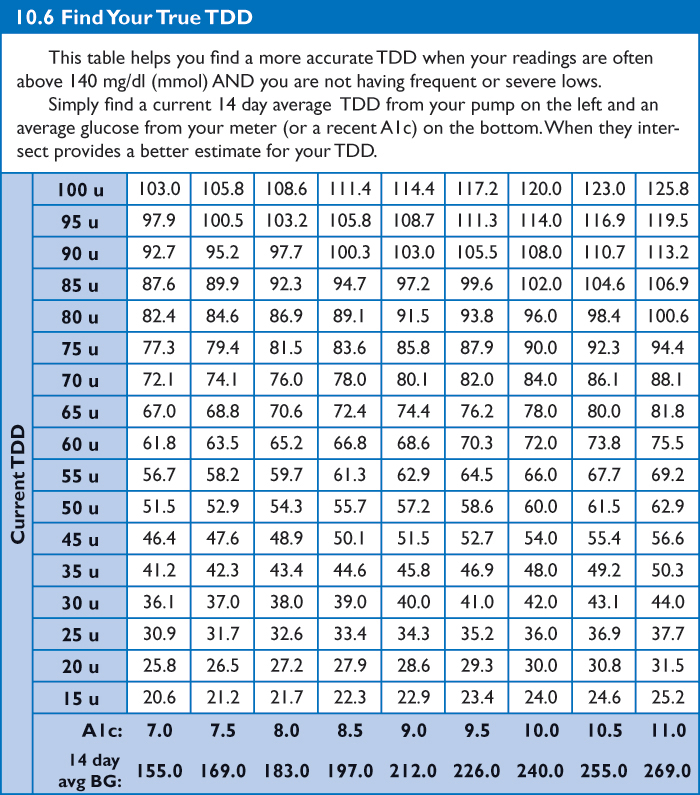 10.6 Find Your True TDD
This table helps you find a more accurate TDD when your readings are often
above 140 mg/dl (mmol) AND you are not having frequent or severe lows.
Simply find a current 14 day average TDD from your pump on the left and an
average glucose from your meter (or a recent A1c) on the bottom. When they inter-
sect provides a better estimate for your TDD.
Current TDD
100 u 103.0 105.8 108.6 111.4 114.4 117.2 120.0 123.0 125.8
95 u 97.9 100.5 103.2 105.8 108.7 111.3 114.0 116.9 119.5
90 u 92.7 95.2 97.7 100.3 103.0 105.5 108.0 110.7 113.2
85 u 87.6 89.9 92.3 94.7 97.2 99.6 102.0 104.6 106.9
80 u 82.4 84.6 86.9 89.1 91.5 93.8 96.0 98.4 100.6
75 u 77.3 79.4 81.5 83.6 85.8 87.9 90.0 92.3 94.4
70 u 72.1 74.1 76.0 78.0 80.1 82.0 84.0 86.1 88.1
65 u 67.0 68.8 70.6 72.4 74.4 76.2 78.0 80.0 81.8
60 u 61.8 63.5 65.2 66.8 68.6 70.3 72.0 73.8 75.5
55 u 56.7 58.2 59.7 61.3 62.9 64.5 66.0 67.7 69.2
50 u 51.5 52.9 54.3 55.7 57.2 58.6 60.0 61.5 62.9
45 u 46.4 47.6 48.9 50.1 51.5 52.7 54.0 55.4 56.6
35 u 41.2 42.3 43.4 44.6 45.8 46.9 48.0 49.2 50.3
30 u 36.1 37.0 38.0 39.0 40.0 41.0 42.0 43.1 44.0
25 u 30.9 31.7 32.6 33.4 34.3 35.2 36.0 36.9 37.7
20 u 25.8 26.5 27.2 27.9 28.6 29.3 30.0 30.8 31.5
15 u 20.6 21.2 21.7 22.3 22.9 23.4 24.0 24.6 25.2
A1c: 7.0 7.5 8.0 8.5 9.0 9.5 10.0 10.5 11.0
14 day
avg BG: 155.0 169.0 183.0 197.0 212.0 226.0 240.0 255.0 269.0